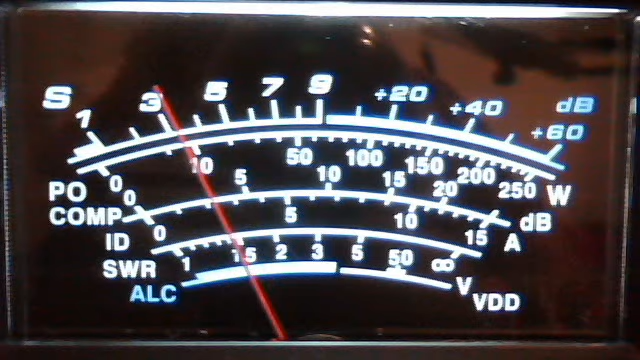 S 1 3 5 7 9 +20 +40 +60 dB
PO 0 10 50 100 150 200 250 W
COMP 0 5 10 15 20 dB
ID 0 5 10 15 A
SWR 1 1.5 2 3 5 50 ∞ V
ALC VDD